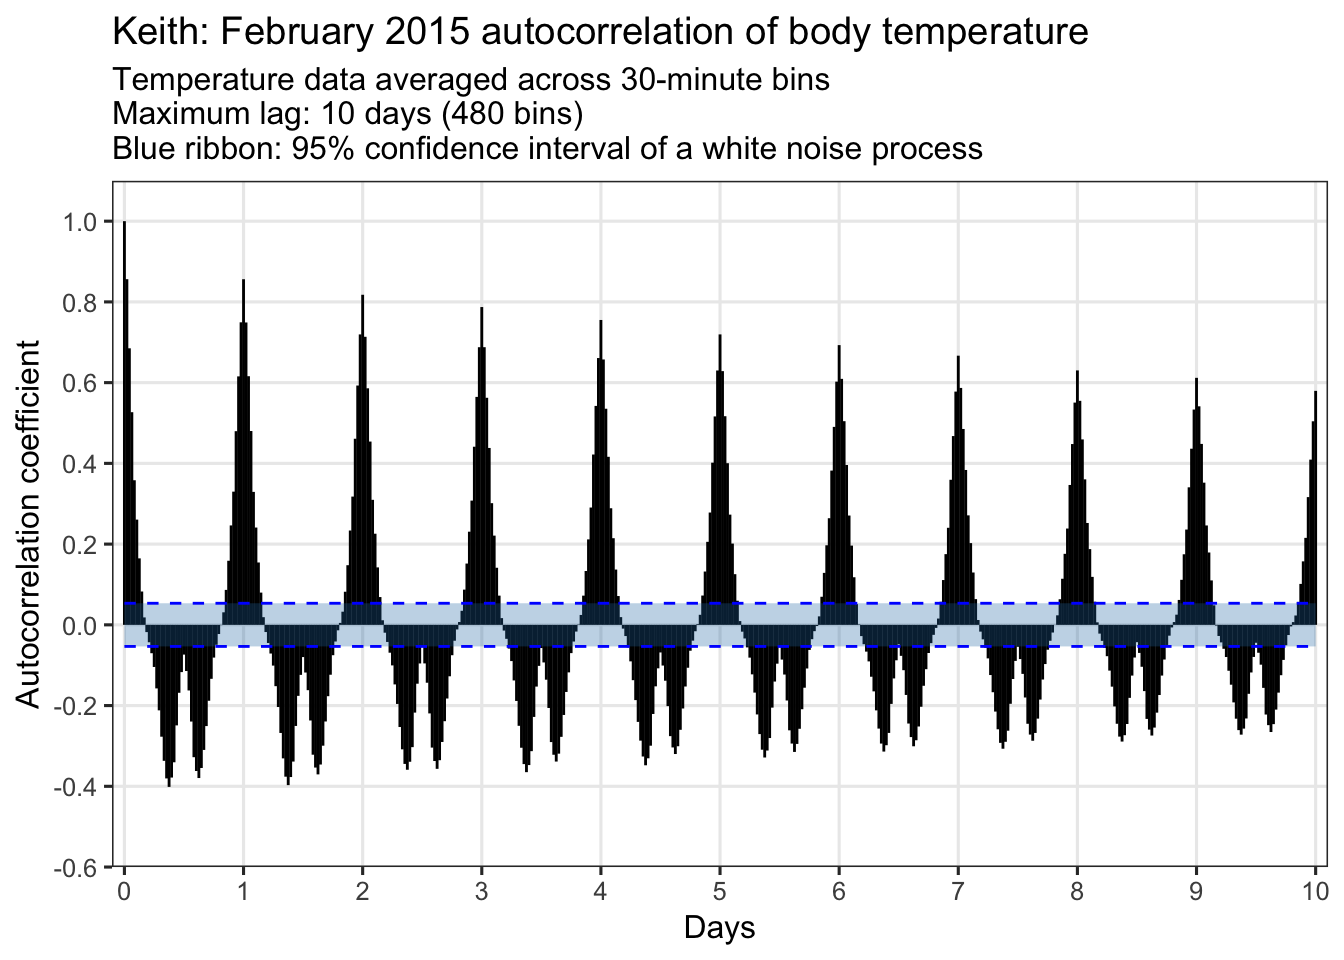 Keith: February 2015 autocorrelation of body temperature
Temperature data averaged across 30-minute bins
Maximum lag: 10 days (480 bins)
Blue ribbon: 95% confidence interval of a white noise process
Autocorrelation coefficient
1.0
0.8
0.6
0.4
0.2
0.0
-0.2
-0.4
-0.6
0 1 2 3 4 5 6 7 8 9 10
Days